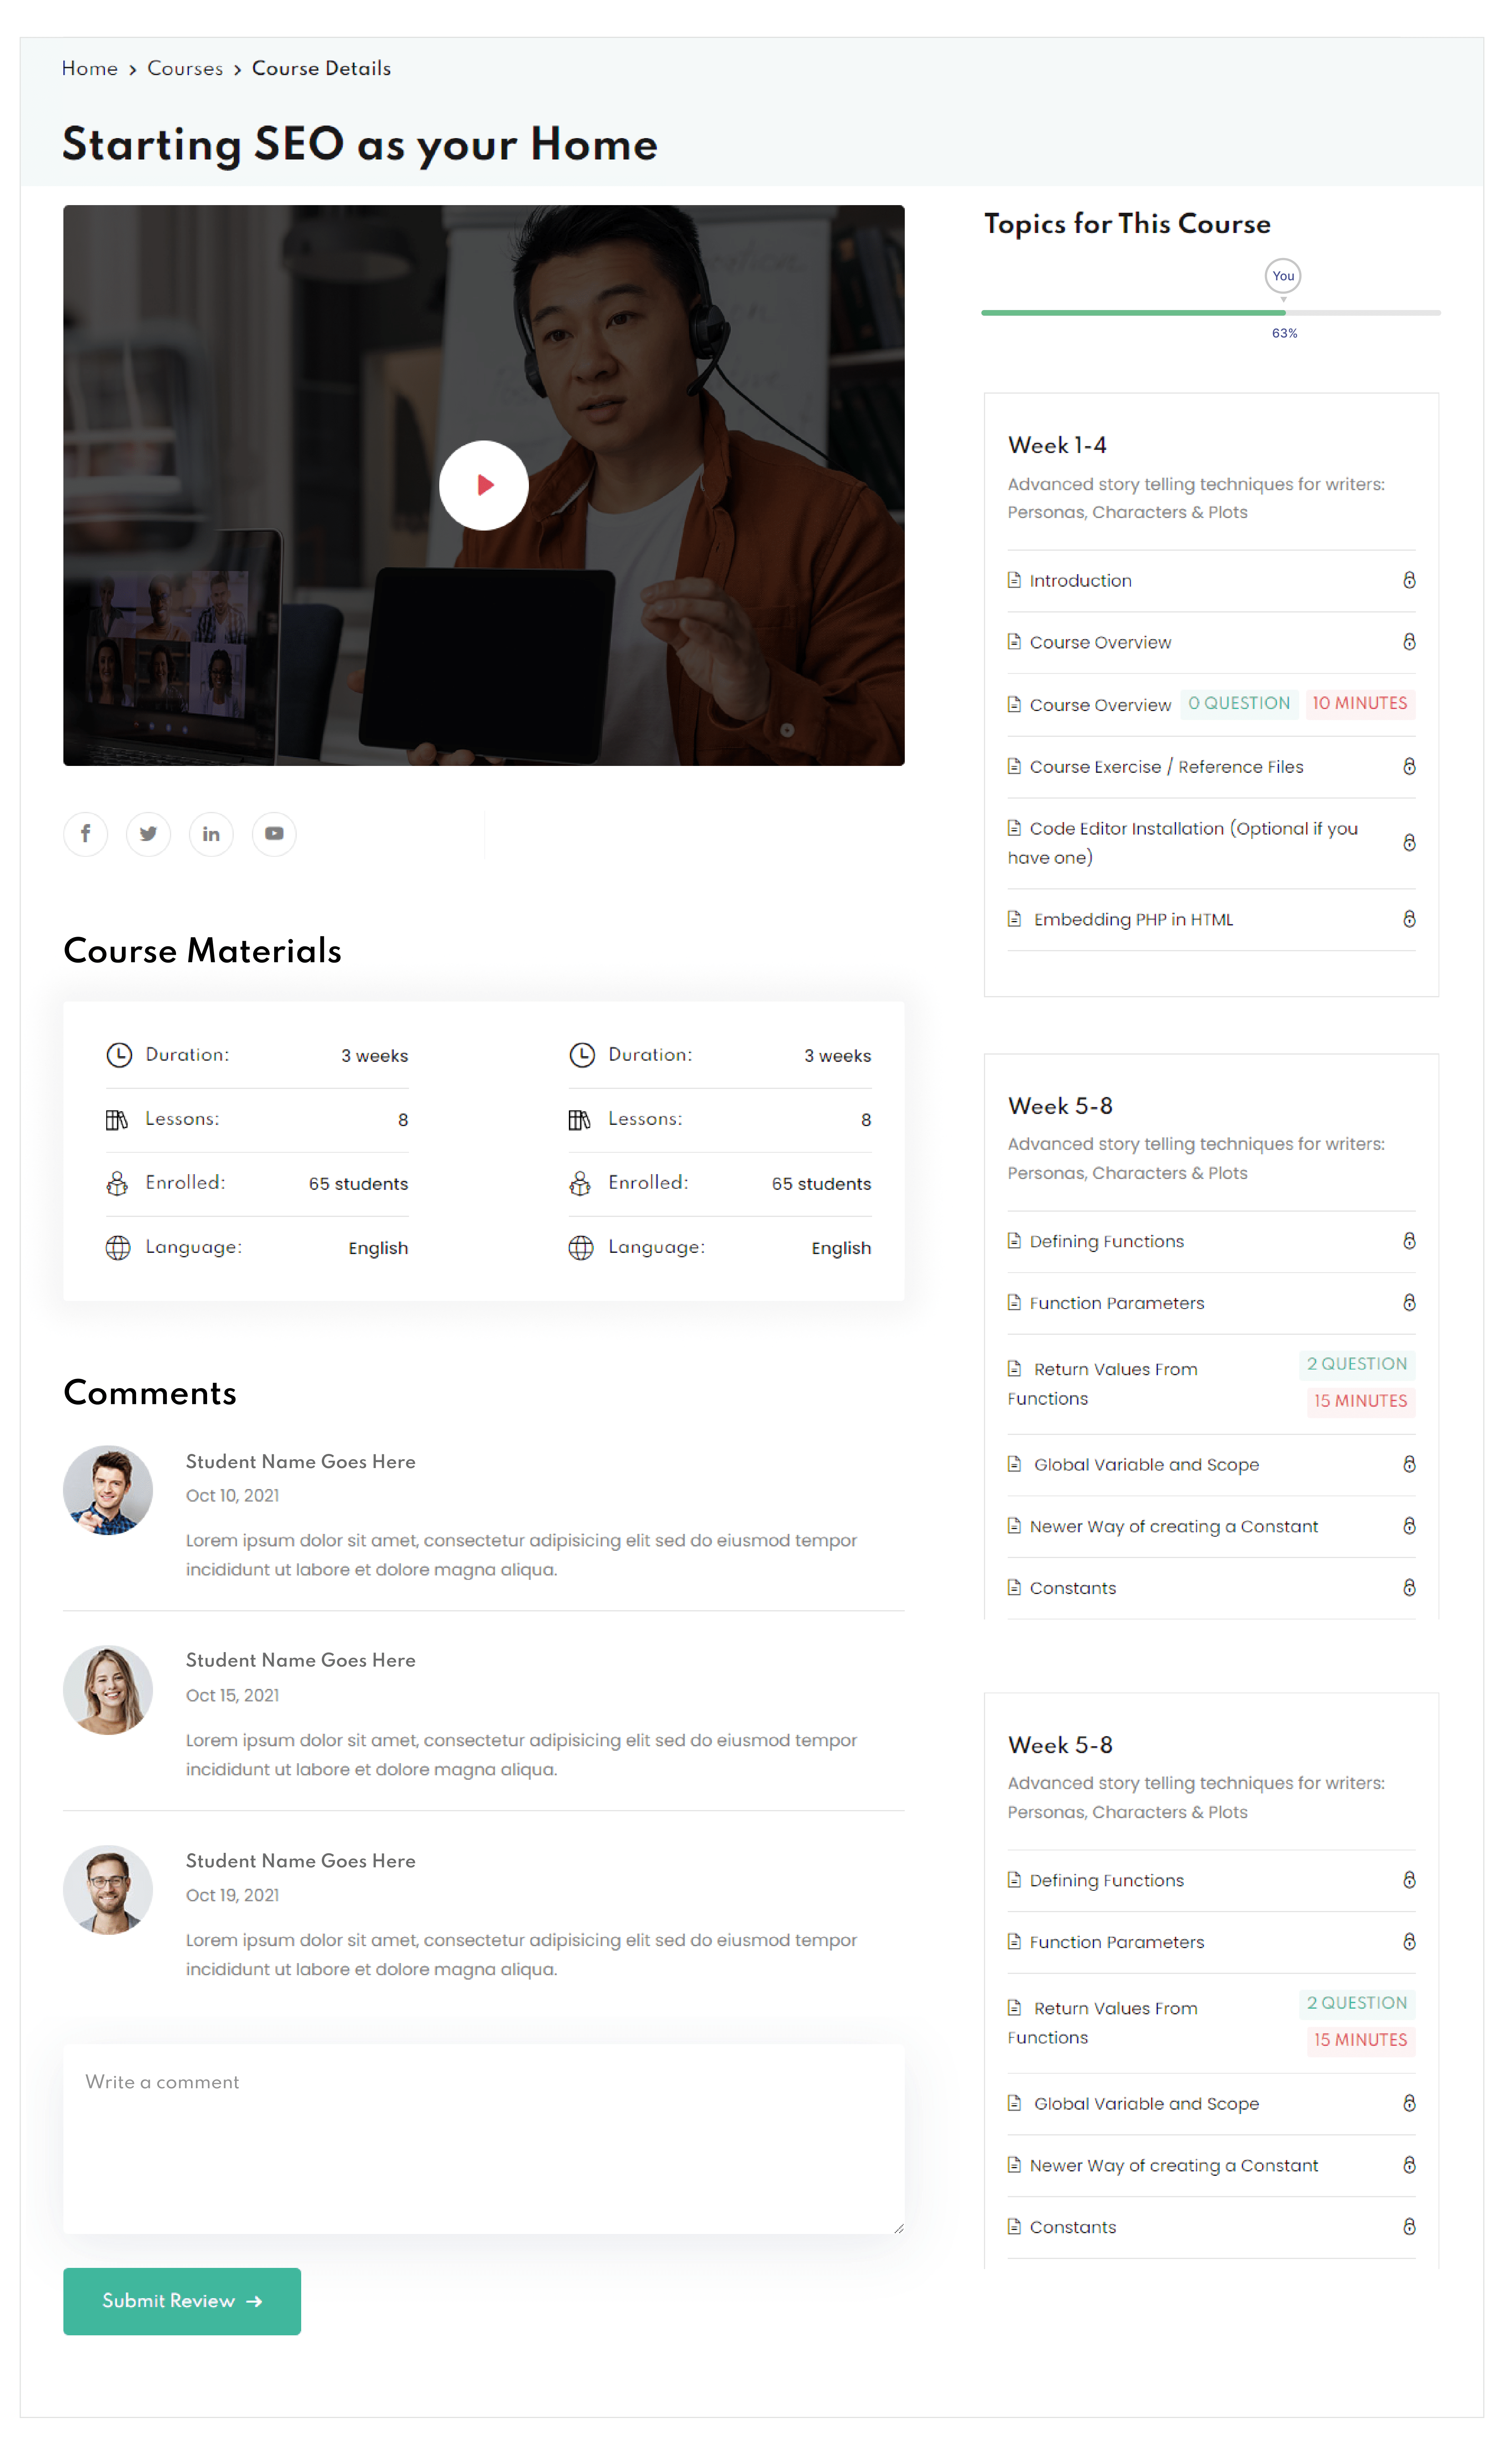 Home > Courses > Course Details
Starting SEO as your Home
Course Materials
Duration: 3 weeks
Lessons: 8
Enrolled: 65 students
Language: English
Duration: 3 weeks
Lessons: 8
Enrolled: 65 students
Language: English
Comments
Student Name Goes Here
Oct 10, 2021
Lorem ipsum dolor sit amet, consectetur adipisicing elit sed do eiusmod tempor
incididunt ut labore et dolore magna aliqua.
Student Name Goes Here
Oct 15, 2021
Lorem ipsum dolor sit amet, consectetur adipisicing elit sed do eiusmod tempor
incididunt ut labore et dolore magna aliqua.
Student Name Goes Here
Oct 19, 2021
Lorem ipsum dolor sit amet, consectetur adipisicing elit sed do eiusmod tempor
incididunt ut labore et dolore magna aliqua.
Write a comment
Submit Review →
Topics for This Course
You
63%
Week 1-4
Advanced story telling techniques for writers:
Personas, Characters & Plots
Introduction
Course Overview
Course Overview 0 QUESTION 10 MINUTES
Course Exercise / Reference Files
Code Editor Installation (Optional if you
have one)
Embedding PHP in HTML
Week 5-8
Advanced story telling techniques for writers:
Personas, Characters & Plots
Defining Functions
Function Parameters
Return Values From
Functions
2 QUESTION
15 MINUTES
Global Variable and Scope
Newer Way of creating a Constant
Constants
Week 5-8
Advanced story telling techniques for writers:
Personas, Characters & Plots
Defining Functions
Function Parameters
Return Values From
Functions
2 QUESTION
15 MINUTES
Global Variable and Scope
Newer Way of creating a Constant
Constants